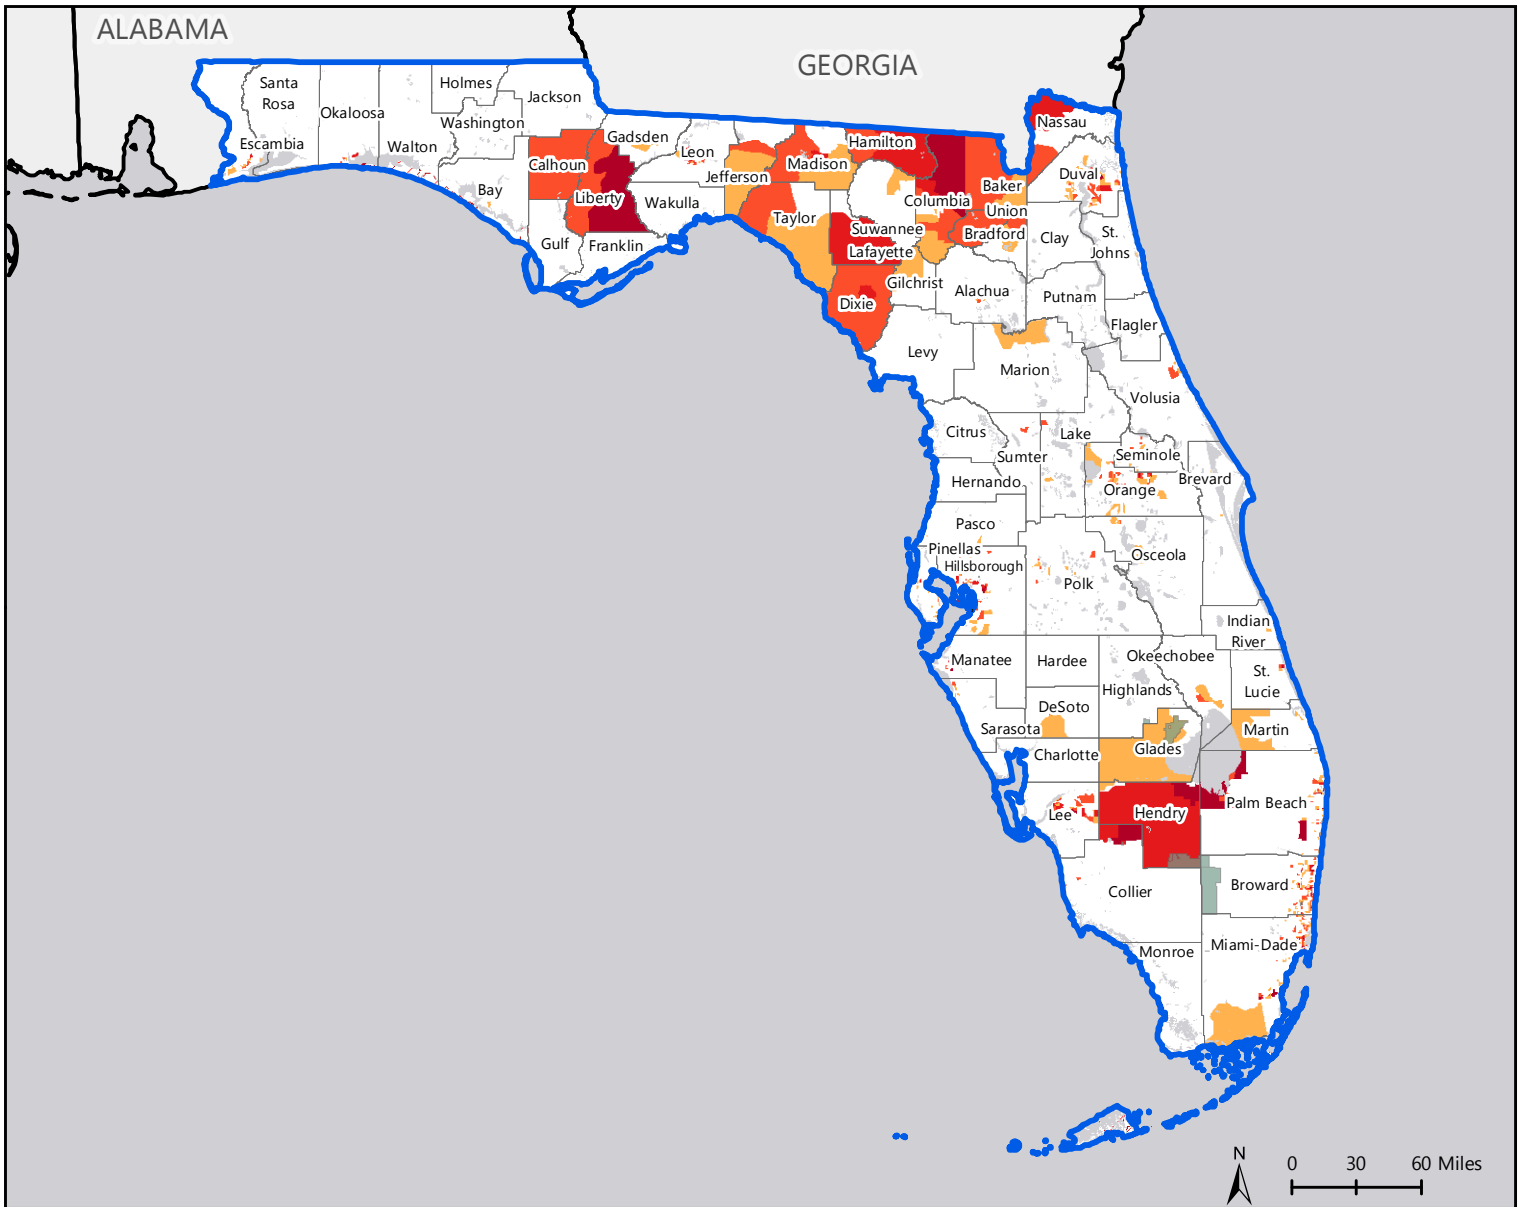 ALABAMA
GEORGIA
Santa
Rosa
Okaloosa
Holmes
Jackson
Washington
Escambia
Walton
Calhoun
Bay
Gadsden
Leon
Liberty
Wakulla
Gulf
Franklin
Jefferson
Madison
Hamilton
Taylor
Columbia
Baker
Nassau
Duval
Union
Suwannee
Bradford
Lafayette
Clay
St.
Johns
Gilchrist
Dixie
Alachua
Putnam
Flagler
Levy
Marion
Volusia
Citrus
Lake
Sumter
Seminole
Hernando
Orange
Brevard
Pasco
Pinellas
Hillsborough
Osceola
Polk
Indian
River
Manatee
Hardee
Okeechobee
Highlands
St.
Lucie
DeSoto
Sarasota
Martin
Charlotte
Glades
Lee
Hendry
Palm Beach
Collier
Broward
Monroe
Miami-Dade
N
0 30 60 Miles